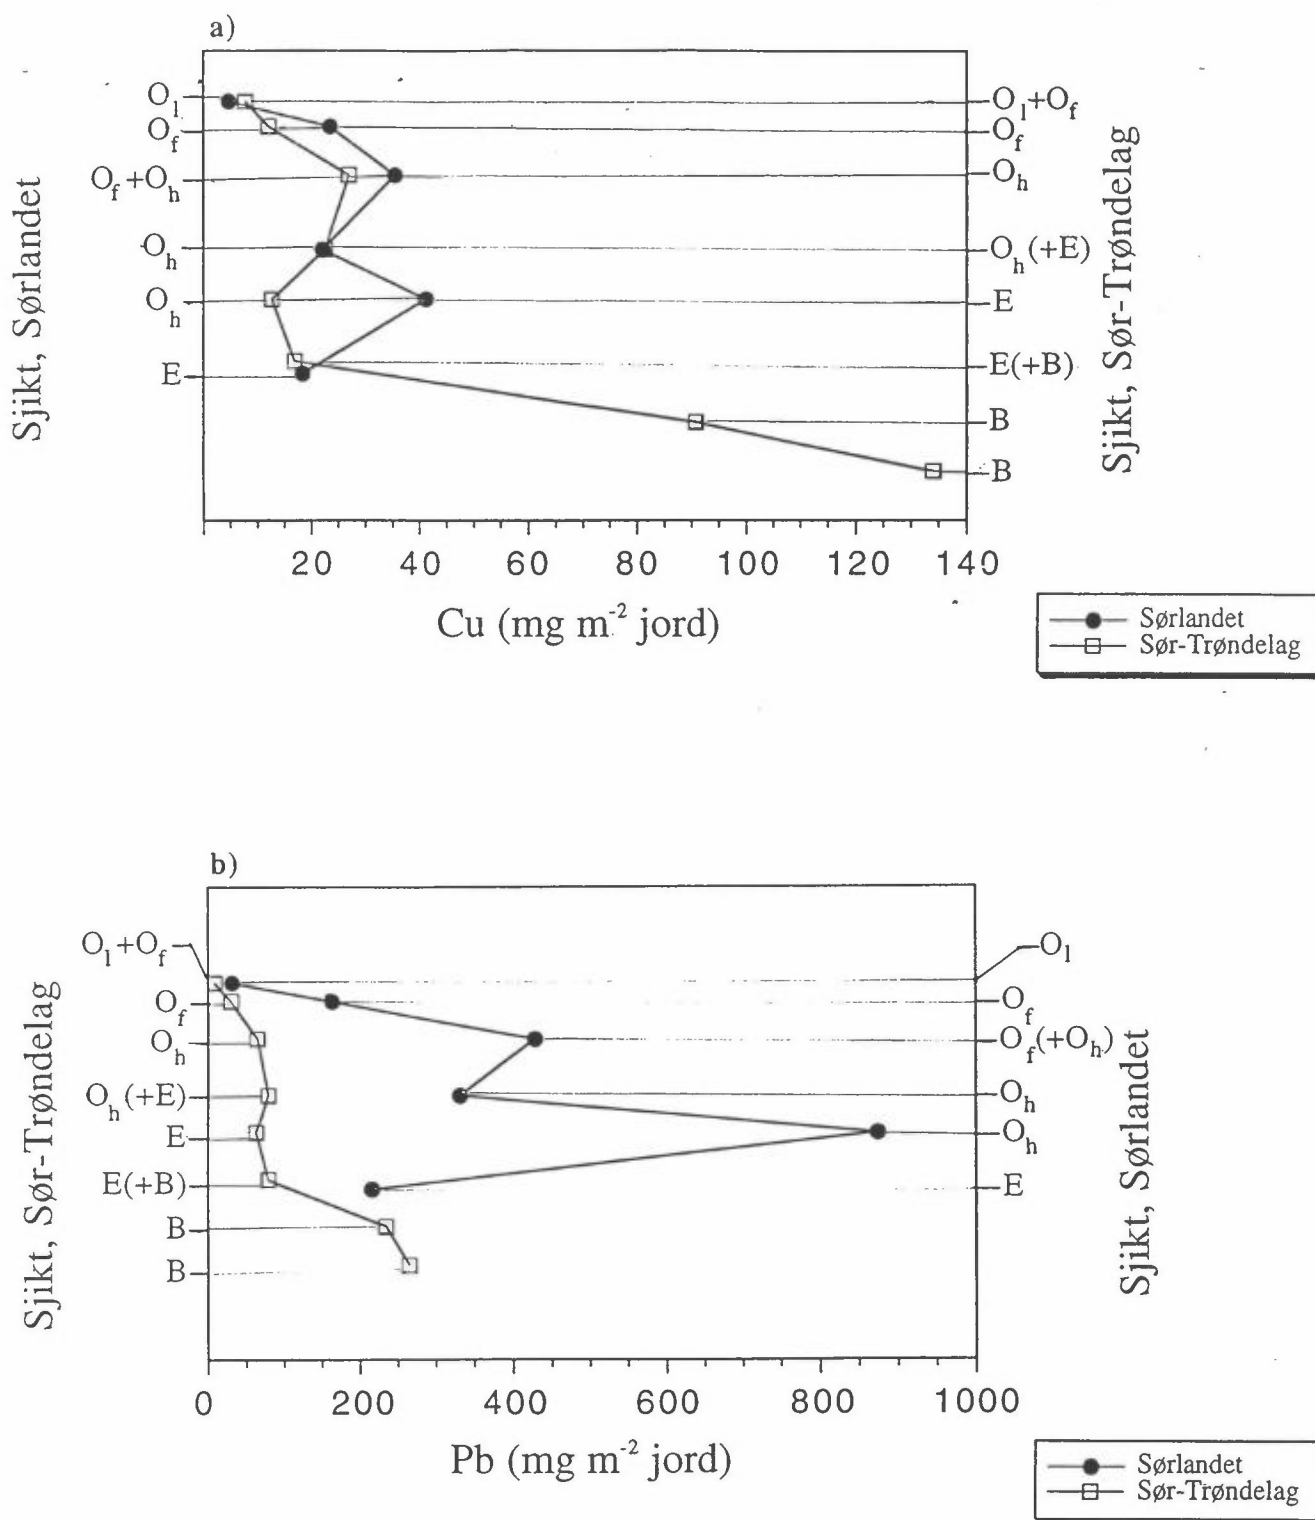 a)
Sjikt, Sørlandet
O_l
O_f
O_f+O_h
O_h
O_h
E
O_l+O_f
O_f
O_h
O_h(+E)
E
E(+B)
B
B
Sjikt, Sør-Trøndelag
20 40 60 80 100 120 140
Cu (mg m⁻² jord)
Sørlandet
Sør-Trøndelag
b)
Sjikt, Sør-Trøndelag
O_l+O_f
O_f
O_h
O_h(+E)
E
E(+B)
B
B
O_l
O_f
O_f(+O_h)
O_h
O_h
E
Sjikt, Sørlandet
0 200 400 600 800 1000
Pb (mg m⁻² jord)
Sørlandet
Sør-Trøndelag